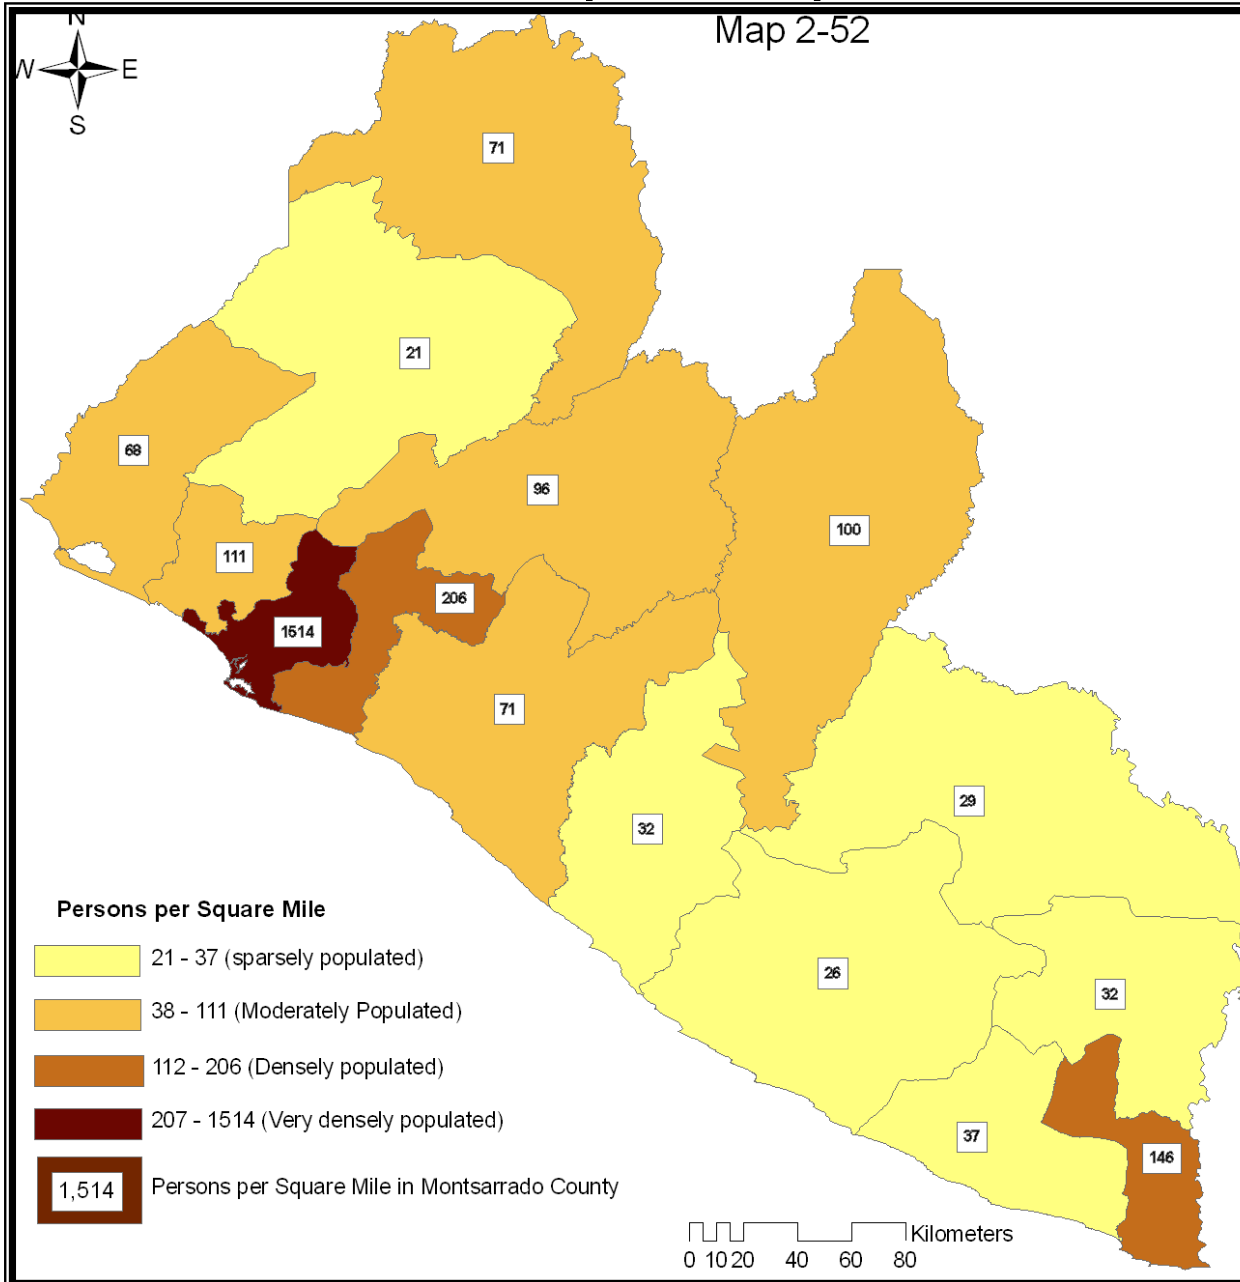 Map 2-52
N
W E
S
71
21
68
96
100
111
206
1514
71
29
32
26
32
37
146
Persons per Square Mile
21 - 37 (sparsely populated)
38 - 111 (Moderately Populated)
112 - 206 (Densely populated)
207 - 1514 (Very densely populated)
1,514 Persons per Square Mile in Montsarrado County
Kilometers
0 10 20 40 60 80